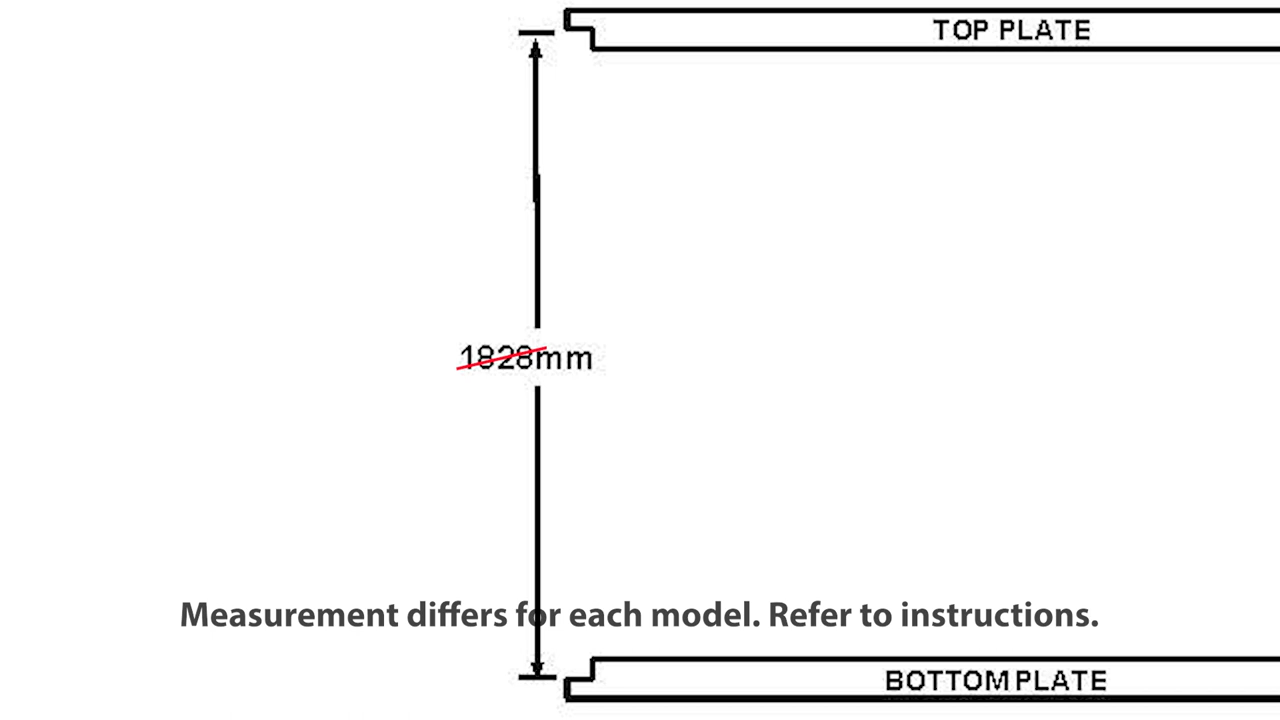 TOP PLATE
1828mm
Measurement differs for each model. Refer to instructions.
BOTTOM PLATE